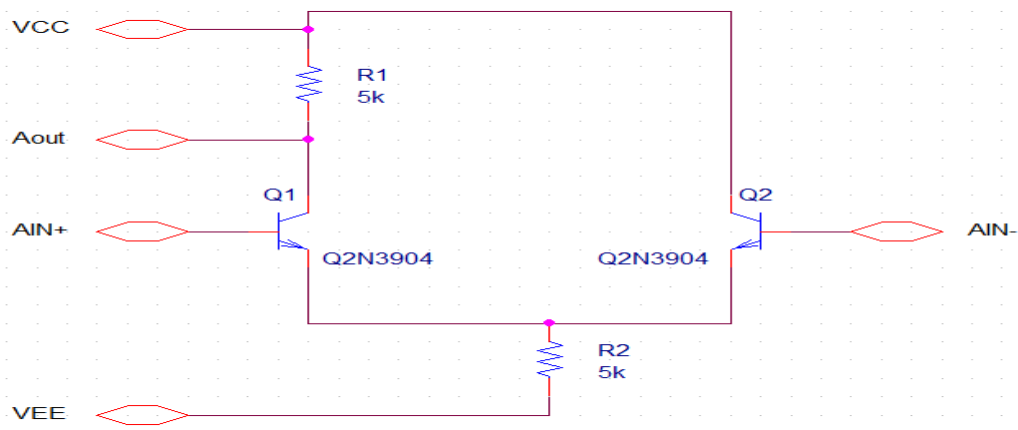 VCC
R1
5k
Aout
Q1
Q2
AIN+
AIN-
Q2N3904
Q2N3904
R2
5k
VEE